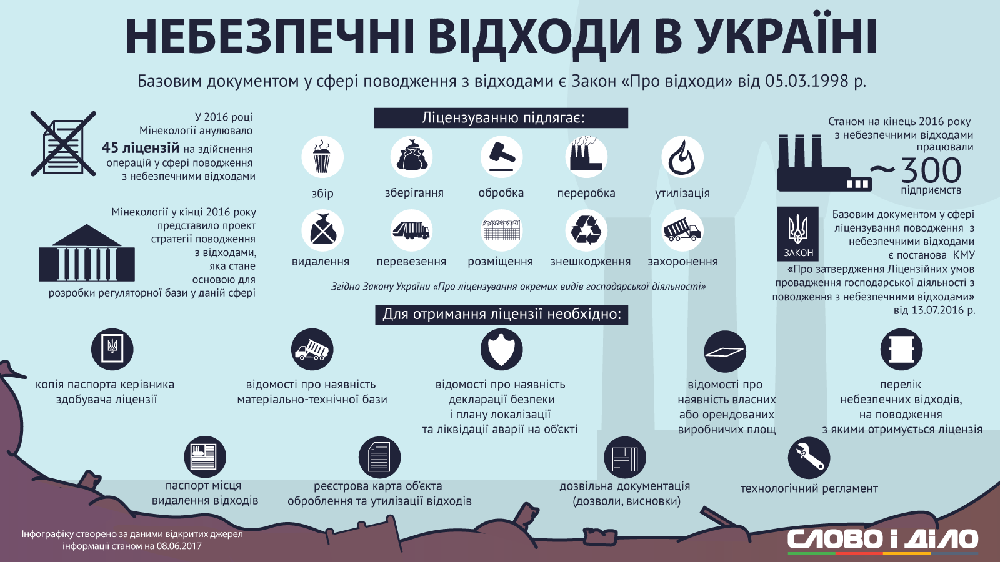 НЕБЕЗПЕЧНІ ВІДХОДИ В УКРАЇНІ
Базовим документом у сфері поводження з відходами є Закон «Про відходи» від 05.03.1998 р.
У 2016 році
Мінекології анулювало
45 ліцензій на здійснення
операцій у сфері поводження
з небезпечними відходами
Мінекології у кінці 2016 року
представило проект
стратегії поводження
з відходами,
яка стане
основою для
розробки регуляторної бази у даній сфері
Ліцензуванню підлягає:
збір
зберігання
обробка
переробка
утилізація
видалення
перевезення
розміщення
знешкодження
захоронення
Згідно Закону України «Про ліцензування окремих видів господарської діяльності»
Станом на кінець 2016 року
з небезпечними відходами
працювали
~300
підприємств
ЗАКОН
Базовим документом у сфері
ліцензування поводження з
небезпечними відходами
є постанова КМУ
«Про затвердження Ліцензійних умов
провадження господарської діяльності з
поводження з небезпечними відходами»
від 13.07.2016 р.
Для отримання ліцензії необхідно:
копія паспорта керівника
здобувача ліцензії
відомості про наявність
матеріально-технічної бази
відомості про наявність
декларації безпеки
і плану локалізації
та ліквідації аварії на об'єкті
відомості про
наявність власних
або орендованих
виробничих площ
перелік
небезпечних відходів,
на поводження
з якими отримується ліцензія
паспорт місця
видалення відходів
реєстрова карта об'єкта
оброблення та утилізації відходів
дозвільна документація
(дозволи, висновки)
технологічний регламент
Інфографіку створено за даними відкритих джерел
інформації станом на 08.06.2017
СЛОВО і ДіЛО